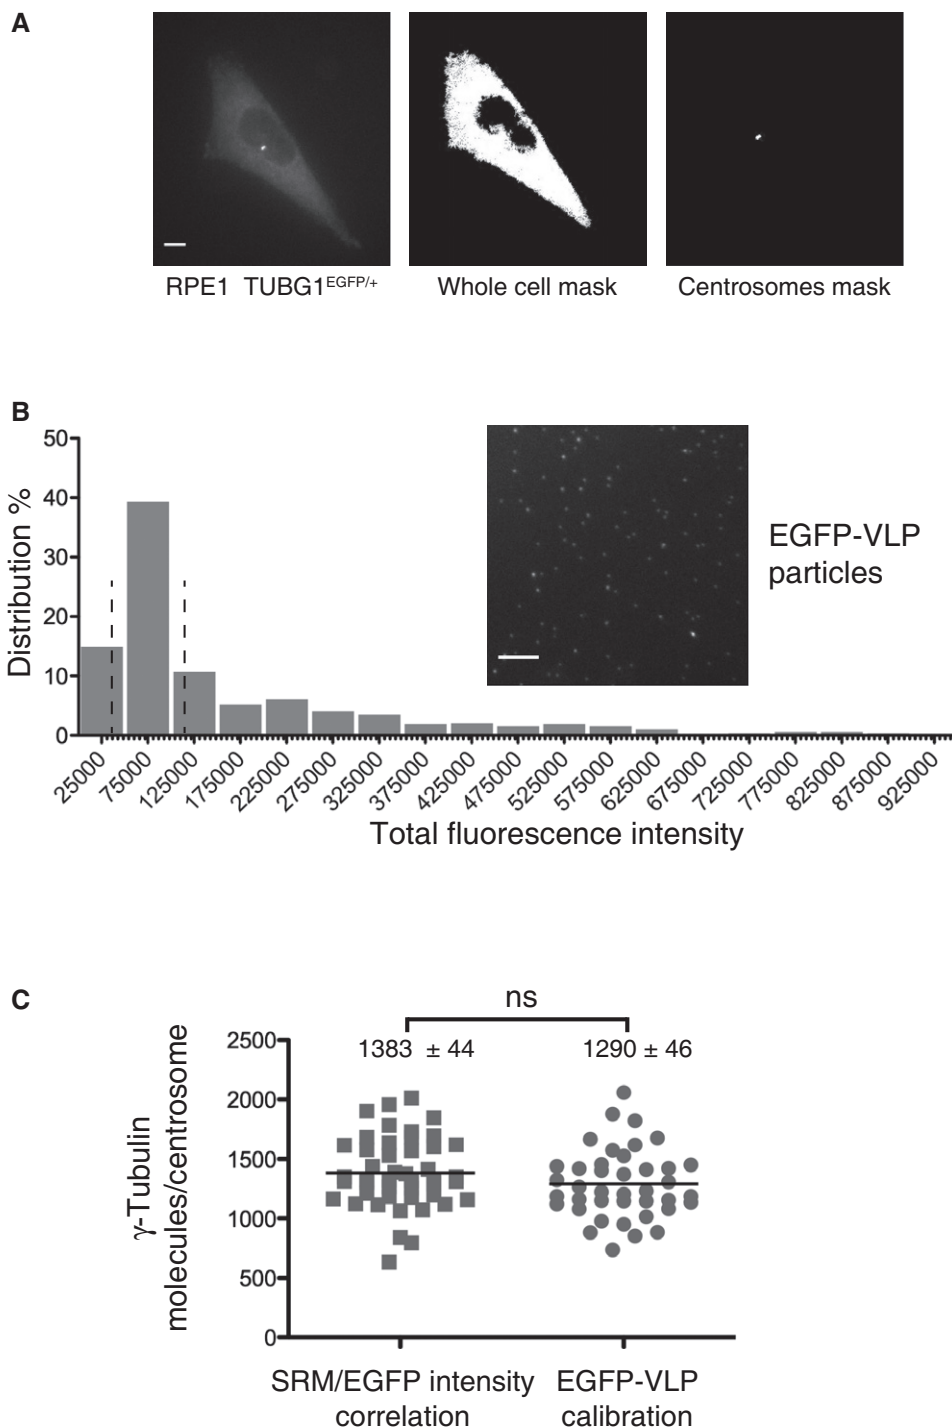 A
RPE1 TUBG1EGFP/+
Whole cell mask
Centrosomes mask
B
50
40
30
20
10
0
Distribution %
EGFP-VLP
particles
25000
75000
125000
175000
225000
275000
325000
375000
425000
475000
525000
575000
625000
675000
725000
775000
825000
875000
925000
Total fluorescence intensity
C
ns
1383 ± 44
1290 ± 46
2500
2000
1500
1000
500
0
γ-Tubulin
molecules/centrosome
SRM/EGFP intensity
correlation
EGFP-VLP
calibration